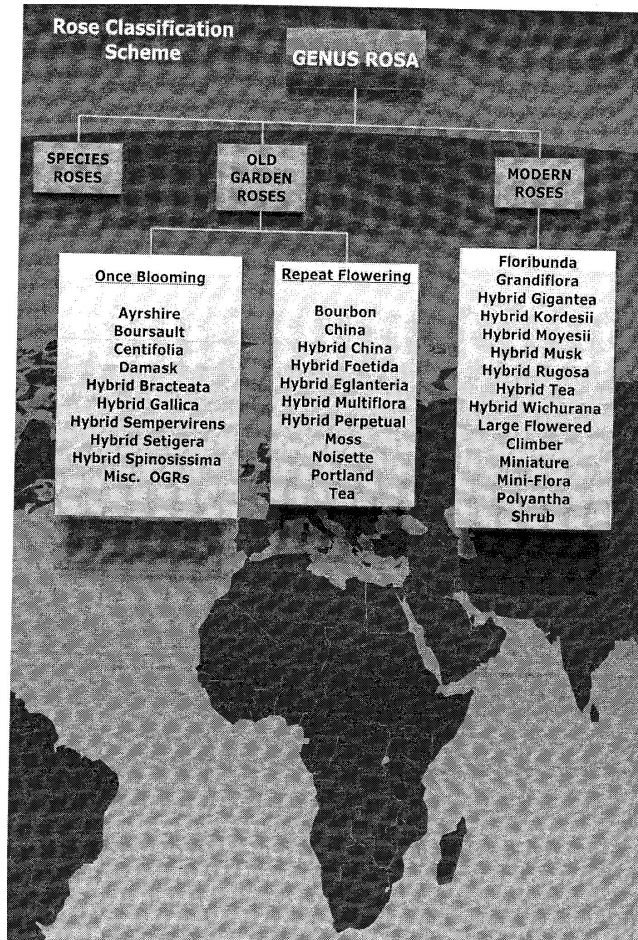 Rose Classification
Scheme
GENUS ROSA
SPECIES
ROSES
OLD
GARDEN
ROSES
MODERN
ROSES
Once Blooming
Ayrshire
Boursault
Centifolia
Damask
Hybrid Bracteata
Hybrid Gallica
Hybrid Sempervirens
Hybrid Setigera
Hybrid Spinosissima
Misc. OGRs
Repeat Flowering
Bourbon
China
Hybrid China
Hybrid Foetida
Hybrid Eglanteria
Hybrid Multiflora
Hybrid Perpetual
Moss
Noisette
Portland
Tea
Floribunda
Grandiflora
Hybrid Gigantea
Hybrid Kordesii
Hybrid Moyesii
Hybrid Musk
Hybrid Rugosa
Hybrid Tea
Hybrid Wichurana
Large Flowered
Climber
Miniature
Mini-Flora
Polyantha
Shrub